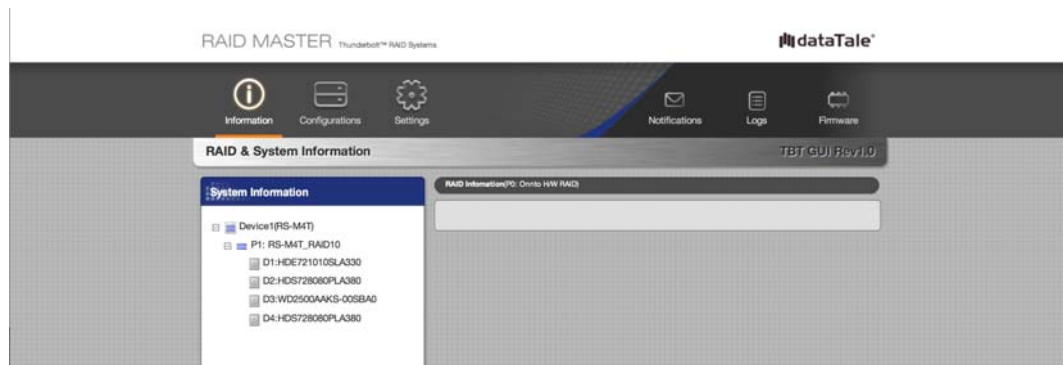 RAID MASTER Thunderbolt™ RAID Systems
dataTale®
Information Configurations Settings Notifications Logs Firmware
RAID & System Information TBT GUI Rev1.0
System Information
RAID Information(P0: Onnto H/W RAID)
Device1(RS-M4T)
P1: RS-M4T_RAID10
D1:HDE721010SLA330
D2:HDS728080PLA380
D3:WD2500AAKS-00SBA0
D4:HDS728080PLA380